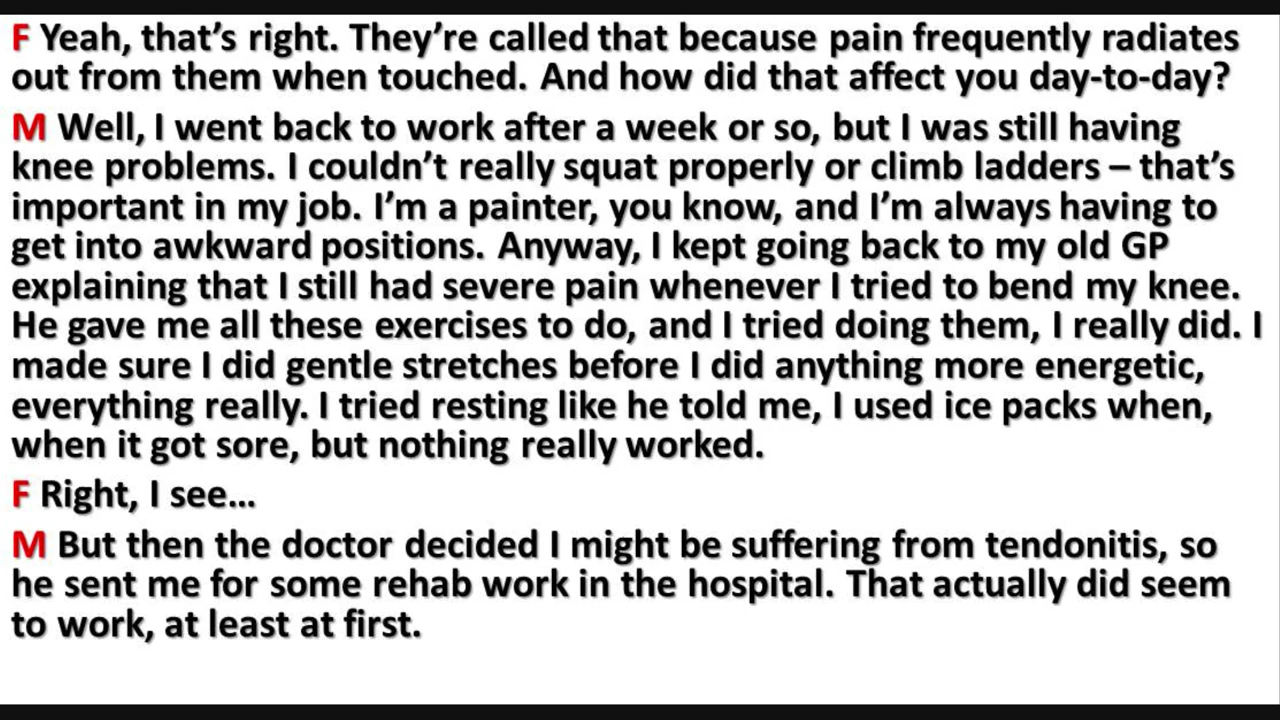 F Yeah, that’s right. They’re called that because pain frequently radiates
out from them when touched. And how did that affect you day-to-day?
M Well, I went back to work after a week or so, but I was still having
knee problems. I couldn’t really squat properly or climb ladders – that’s
important in my job. I’m a painter, you know, and I’m always having to
get into awkward positions. Anyway, I kept going back to my old GP
explaining that I still had severe pain whenever I tried to bend my knee.
He gave me all these exercises to do, and I tried doing them, I really did. I
made sure I did gentle stretches before I did anything more energetic,
everything really. I tried resting like he told me, I used ice packs when,
when it got sore, but nothing really worked.
F Right, I see…
M But then the doctor decided I might be suffering from tendonitis, so
he sent me for some rehab work in the hospital. That actually did seem
to work, at least at first.